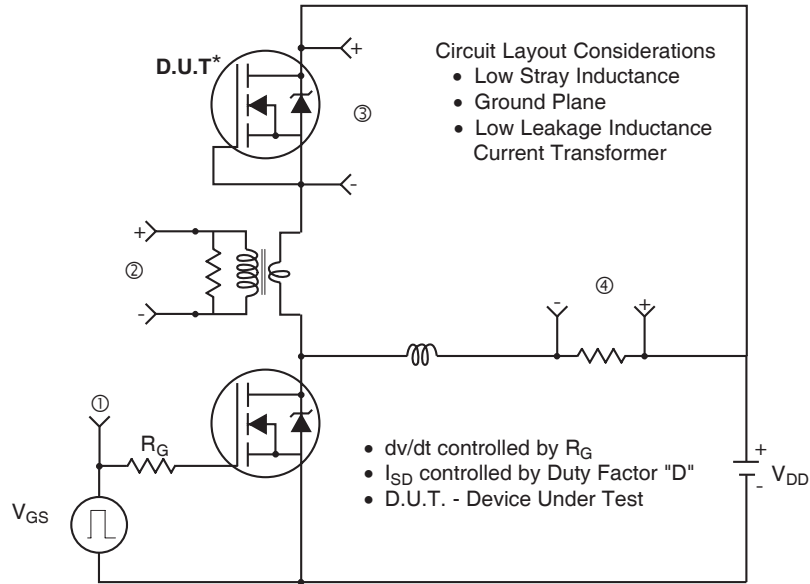 D.U.T*
+
③
-
Circuit Layout Considerations
• Low Stray Inductance
• Ground Plane
• Low Leakage Inductance
Current Transformer
+
②
-
④
- +
①
RG
VGS
• dv/dt controlled by RG
• ISD controlled by Duty Factor "D"
• D.U.T. - Device Under Test
+
VDD
-